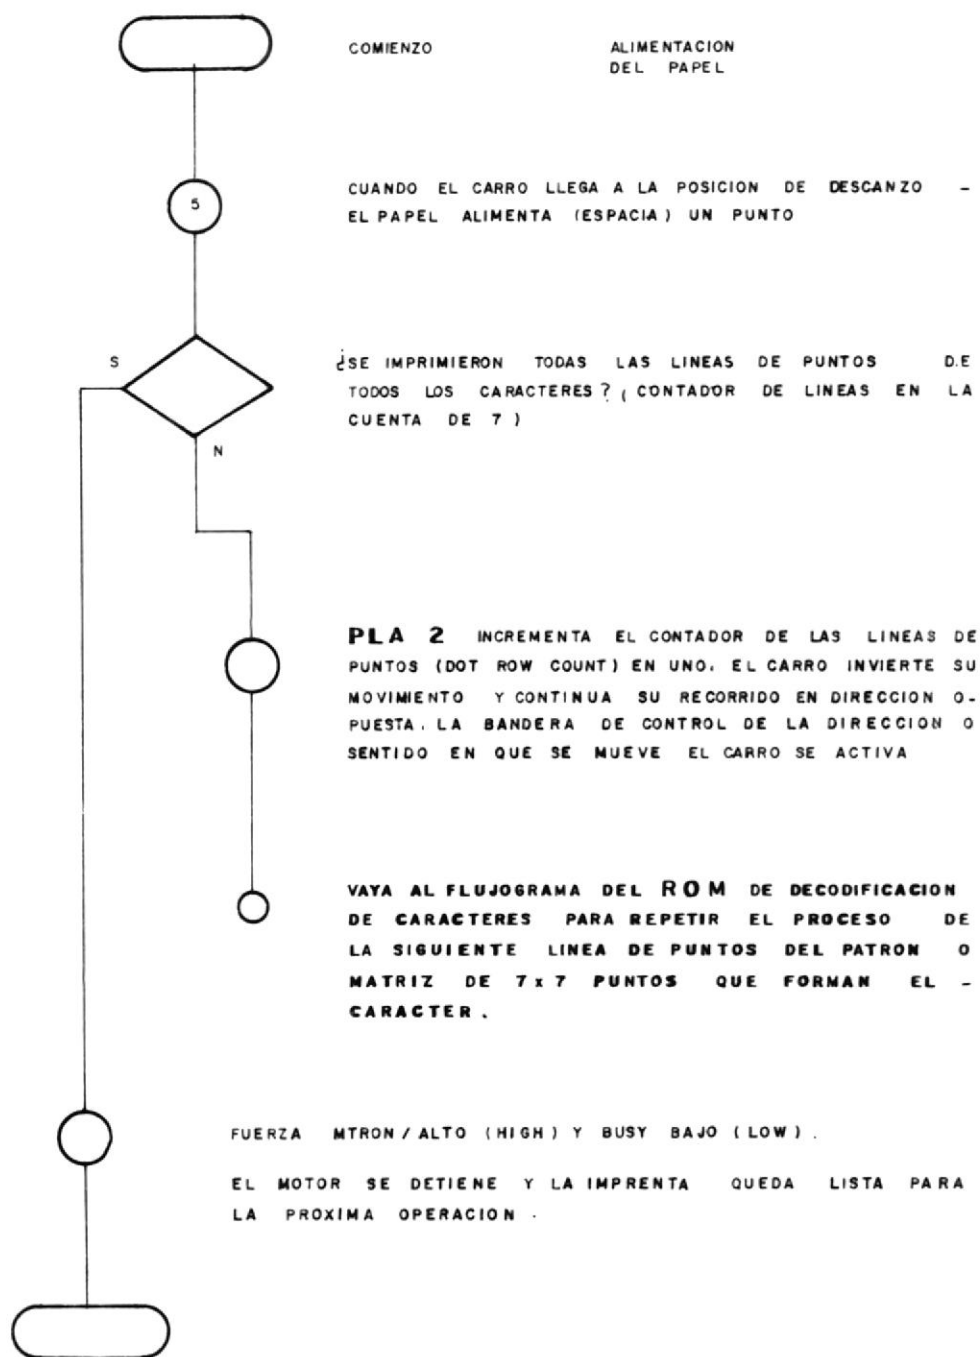 COMIENZO ALIMENTACION
DEL PAPEL
5
CUANDO EL CARRO LLEGA A LA POSICION DE DESCANZO -
EL PAPEL ALIMENTA (ESPACIA) UN PUNTO
S
¿SE IMPRIMIERON TODAS LAS LINEAS DE PUNTOS D.E
TODOS LOS CARACTERES? (CONTADOR DE LINEAS EN LA
CUENTA DE 7)
N
PLA 2 INCREMENTA EL CONTADOR DE LAS LINEAS DE
PUNTOS (DOT ROW COUNT) EN UNO. EL CARRO INVIERTE SU
MOVIMIENTO Y CONTINUA SU RECORRIDO EN DIRECCION O-
PUESTA. LA BANDERA DE CONTROL DE LA DIRECCION O
SENTIDO EN QUE SE MUEVE EL CARRO SE ACTIVA
VAYA AL FLUJOGRAMA DEL ROM DE DECODIFICACION
DE CARACTERES PARA REPETIR EL PROCESO DE
LA SIGUIENTE LINEA DE PUNTOS DEL PATRON O
MATRIZ DE 7x7 PUNTOS QUE FORMAN EL -
CARACTER.
FUERZA MTRON/ALTO (HIGH) Y BUSY BAJO (LOW).
EL MOTOR SE DETIENE Y LA IMPRENTA QUEDA LISTA PARA
LA PROXIMA OPERACION.